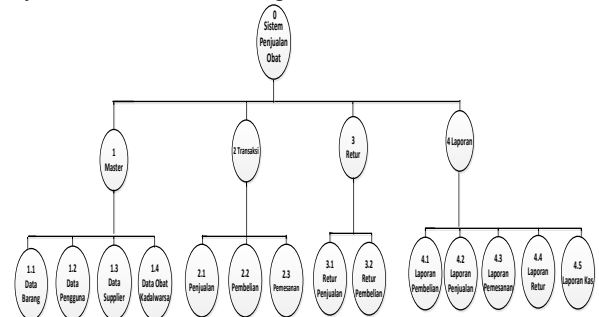 0
Sistem
Penjualan
Obat
1
Master
2 Transaksi
3
Retur
4 Laporan
1.1
Data
Barang
1.2
Data
Pengguna
1.3
Data
Supplier
1.4
Data Obat
Kadalwarsa
2.1
Penjualan
2.2
Pembelian
2.3
Pemesanan
3.1
Retur
Penjualan
3.2
Retur
Pembelian
4.1
Laporan
Pembelian
4.2
Laporan
Penjualan
4.3
Laporan
Pemesanan
4.4
Laporan
Retur
4.5
Laporan Kas